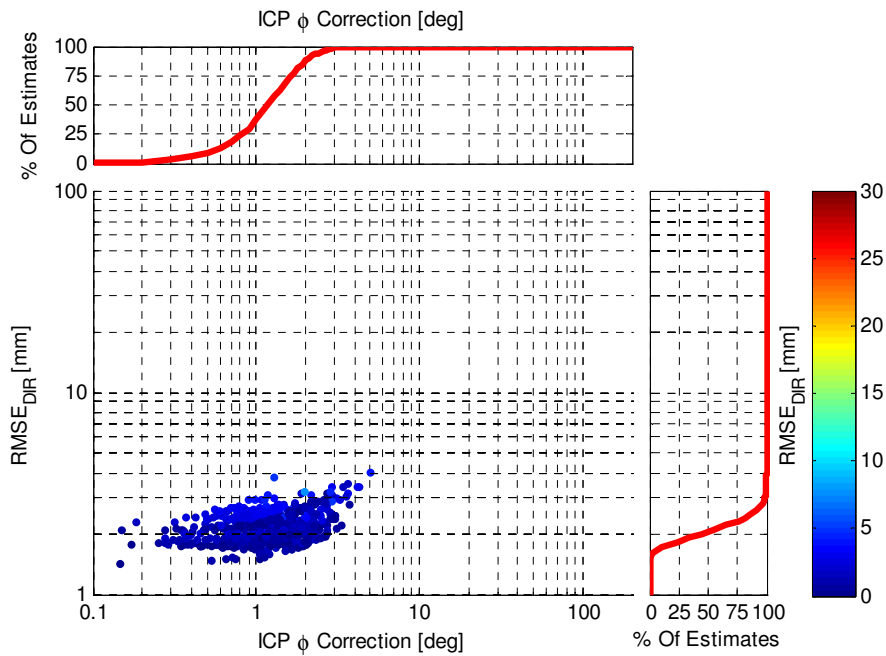 ICP ϕ Correction [deg]
% Of Estimates
100
75
50
25
0
RMSE_DIR [mm]
100
10
1
0.1 1 10 100
ICP ϕ Correction [deg]
0 25 50 75 100
% Of Estimates
RMSE_DIR [mm]
30
25
20
15
10
5
0